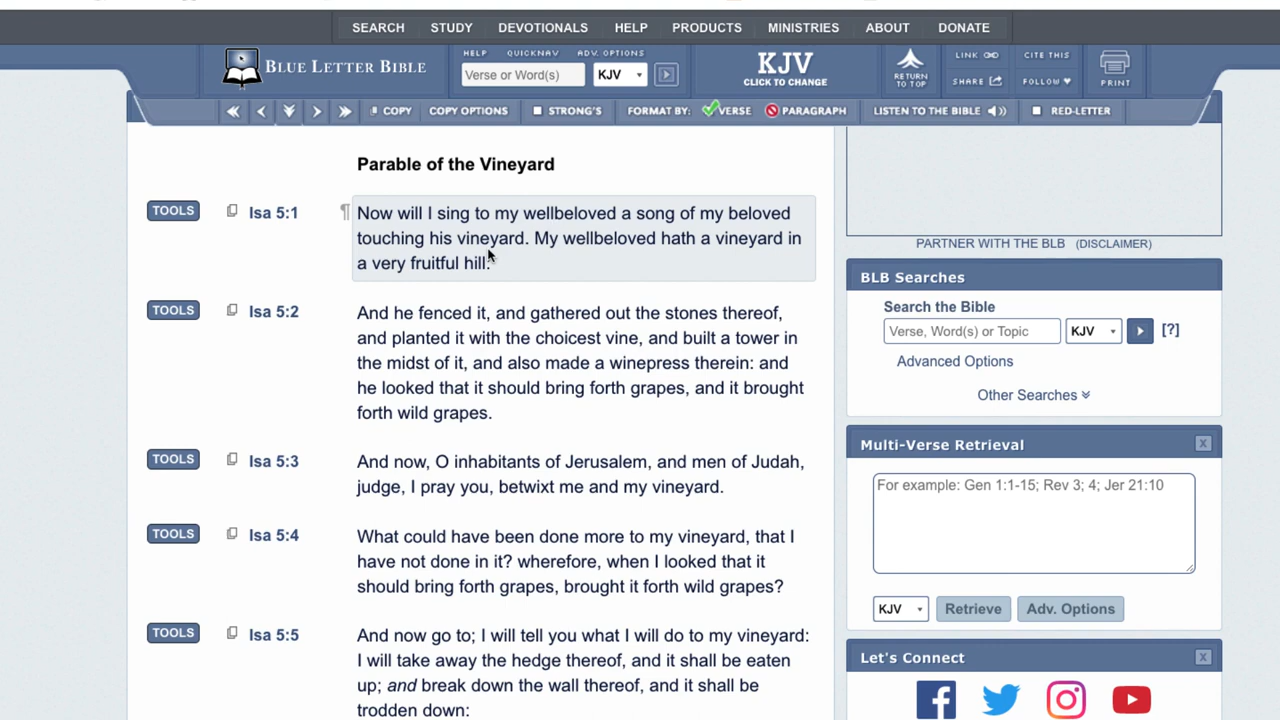 SEARCH STUDY DEVOTIONALS HELP PRODUCTS MINISTRIES ABOUT DONATE
BLUE LETTER BIBLE
HELP QUICKNAV ADV. OPTIONS
Verse or Word(s) KJV
KJV
CLICK TO CHANGE
RETURN
TO TOP
LINK
SHARE
CITE THIS
FOLLOW
PRINT
COPY COPY OPTIONS STRONG'S FORMAT BY: VERSE PARAGRAPH LISTEN TO THE BIBLE RED-LETTER
Parable of the Vineyard
TOOLS Isa 5:1 ¶ Now will I sing to my wellbeloved a song of my beloved
touching his vineyard. My wellbeloved hath a vineyard in
a very fruitful hill:
TOOLS Isa 5:2 And he fenced it, and gathered out the stones thereof,
and planted it with the choicest vine, and built a tower in
the midst of it, and also made a winepress therein: and
he looked that it should bring forth grapes, and it brought
forth wild grapes.
TOOLS Isa 5:3 And now, O inhabitants of Jerusalem, and men of Judah,
judge, I pray you, betwixt me and my vineyard.
TOOLS Isa 5:4 What could have been done more to my vineyard, that I
have not done in it? wherefore, when I looked that it
should bring forth grapes, brought it forth wild grapes?
TOOLS Isa 5:5 And now go to; I will tell you what I will do to my vineyard:
I will take away the hedge thereof, and it shall be eaten
up; and break down the wall thereof, and it shall be
trodden down:
PARTNER WITH THE BLB (DISCLAIMER)
BLB Searches
Search the Bible
Verse, Word(s) or Topic KJV [?]
Advanced Options
Other Searches
Multi-Verse Retrieval X
For example: Gen 1:1-15; Rev 3; 4; Jer 21:10
KJV Retrieve Adv. Options
Let's Connect X